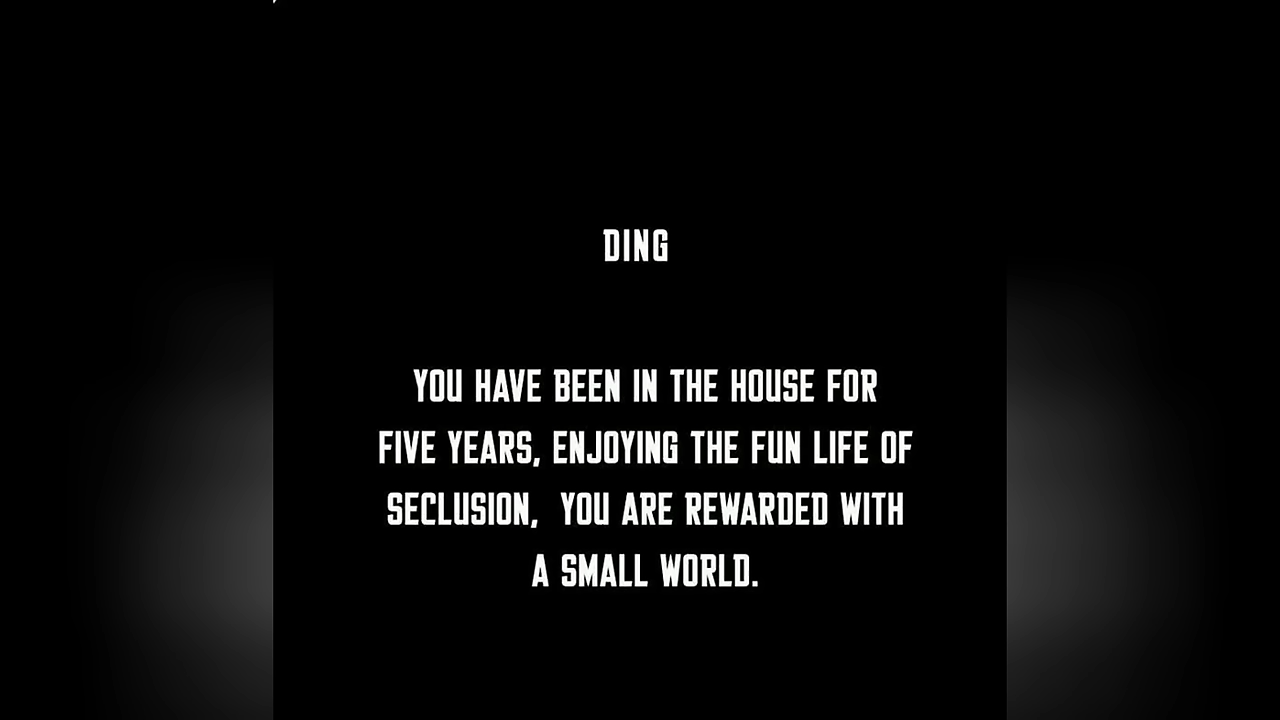 DING
YOU HAVE BEEN IN THE HOUSE FOR
FIVE YEARS, ENJOYING THE FUN LIFE OF
SECLUSION,  YOU ARE REWARDED WITH
A SMALL WORLD.